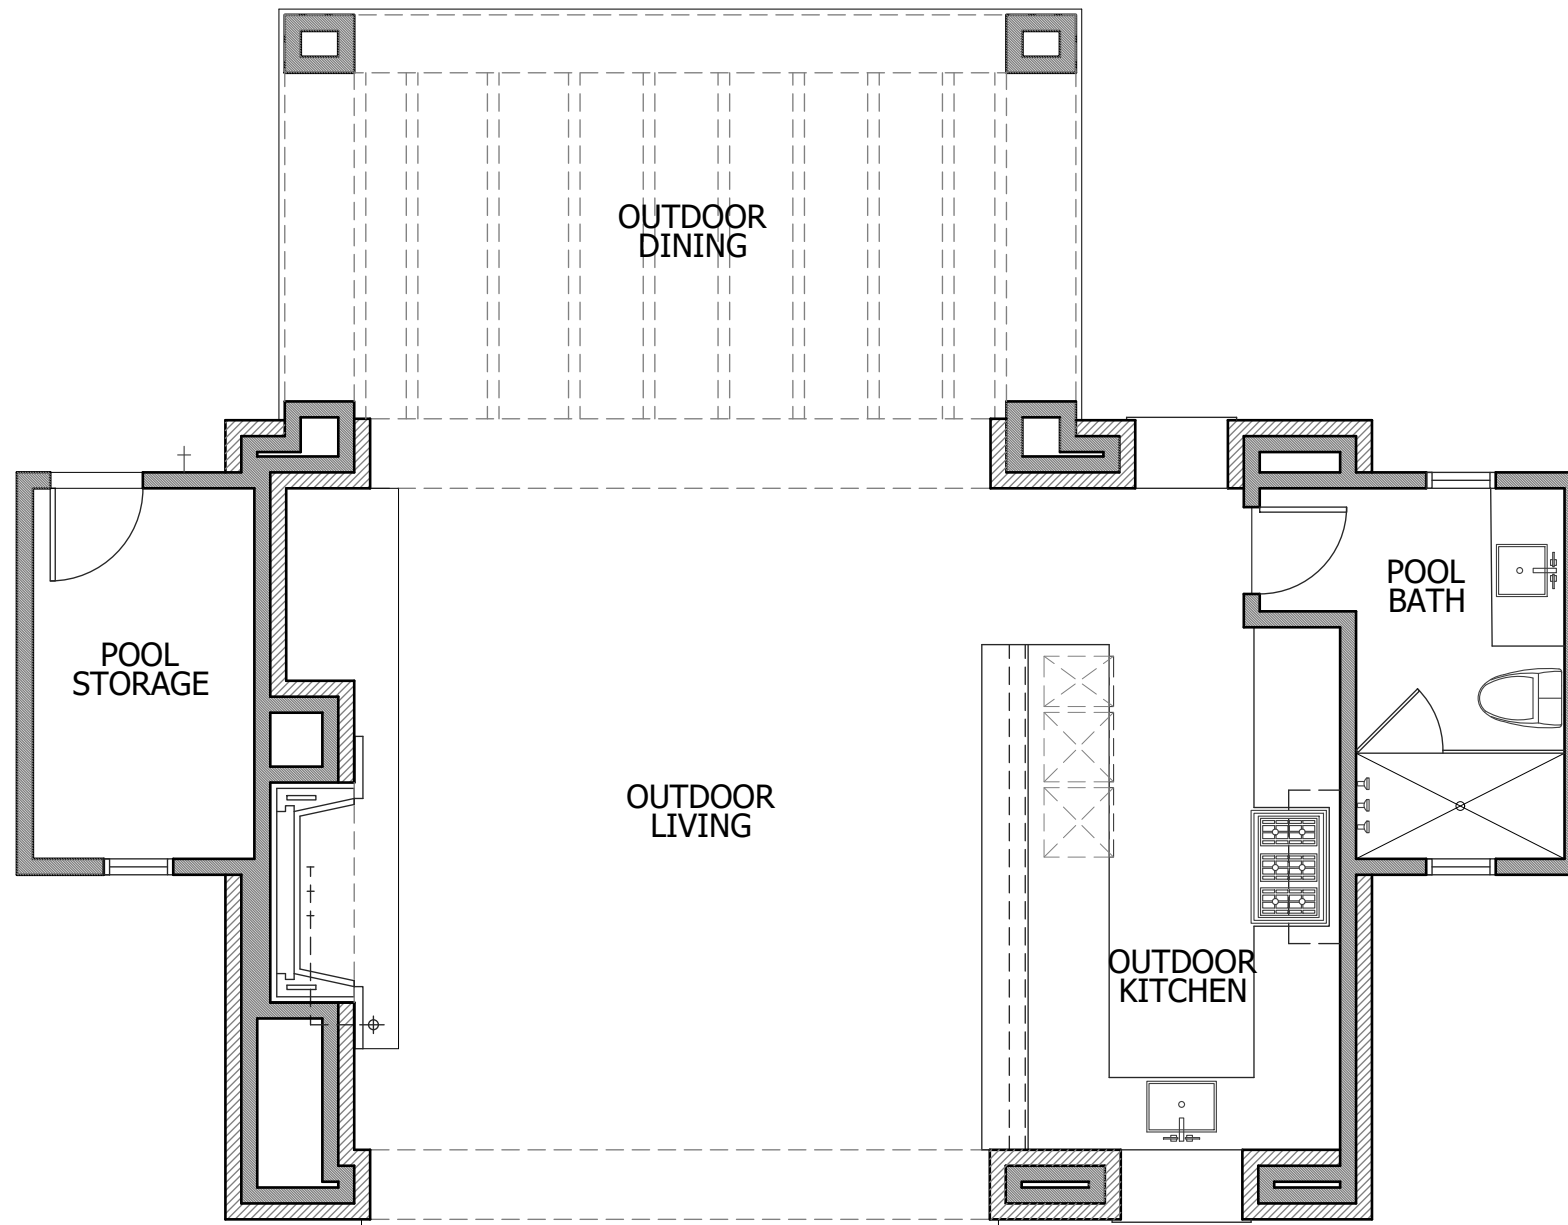 OUTDOOR
DINING
POOL
BATH
POOL
STORAGE
OUTDOOR
LIVING
OUTDOOR
KITCHEN